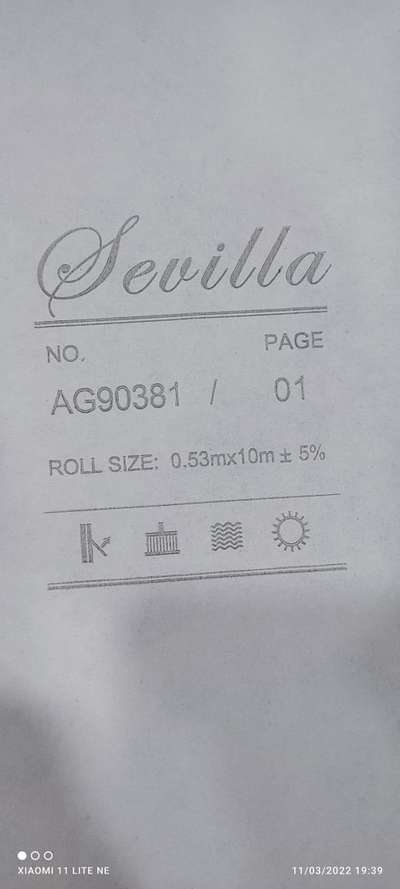 Sevilla
NO. PAGE
AG90381 / 01
ROLL SIZE: 0.53mx10m ± 5%
XIAOMI 11 LITE NE 11/03/2022 19:39